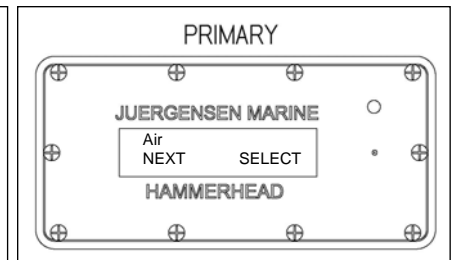 PRIMARY
JUERGENSEN MARINE
Air
NEXT SELECT
HAMMERHEAD